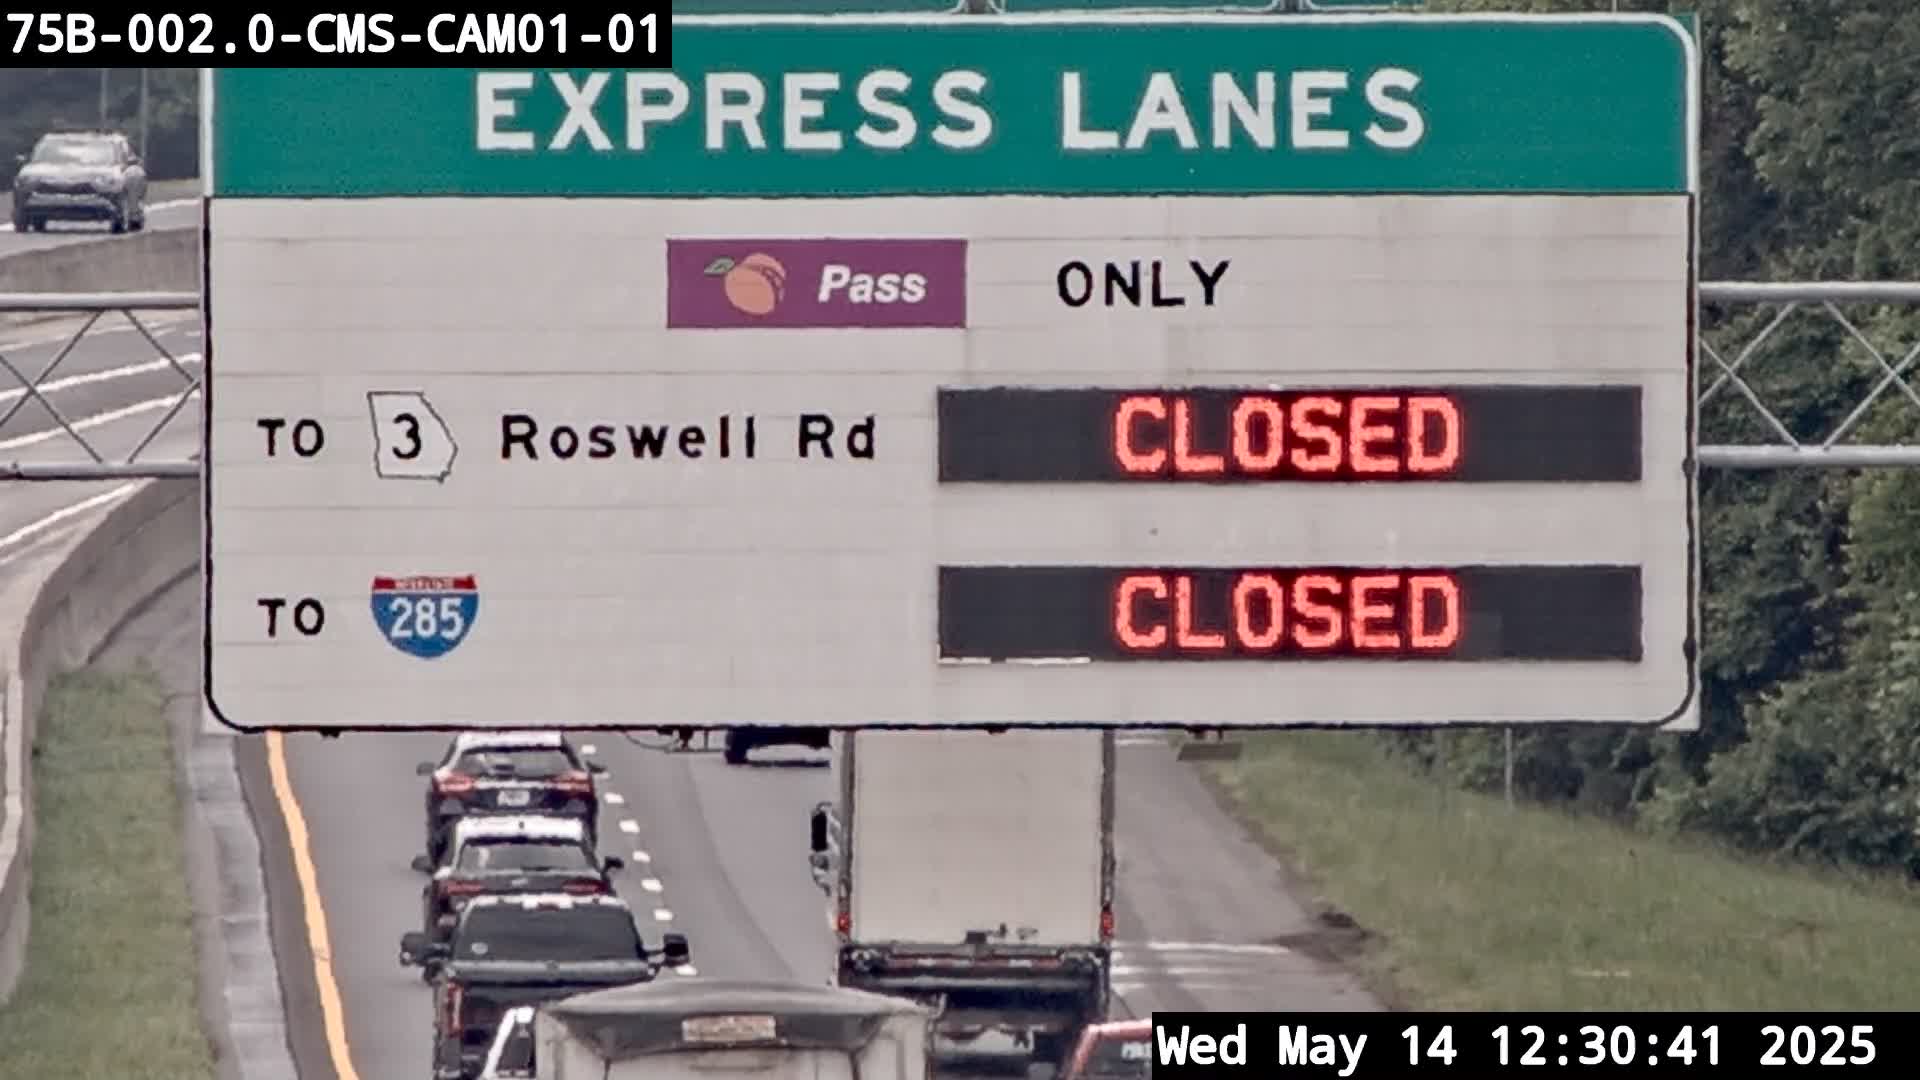 75B-002.0-CMS-CAM01-01
EXPRESS LANES
Pass ONLY
TO 3 Roswell Rd CLOSED
TO 285 CLOSED
Wed May 14 12:30:41 2025